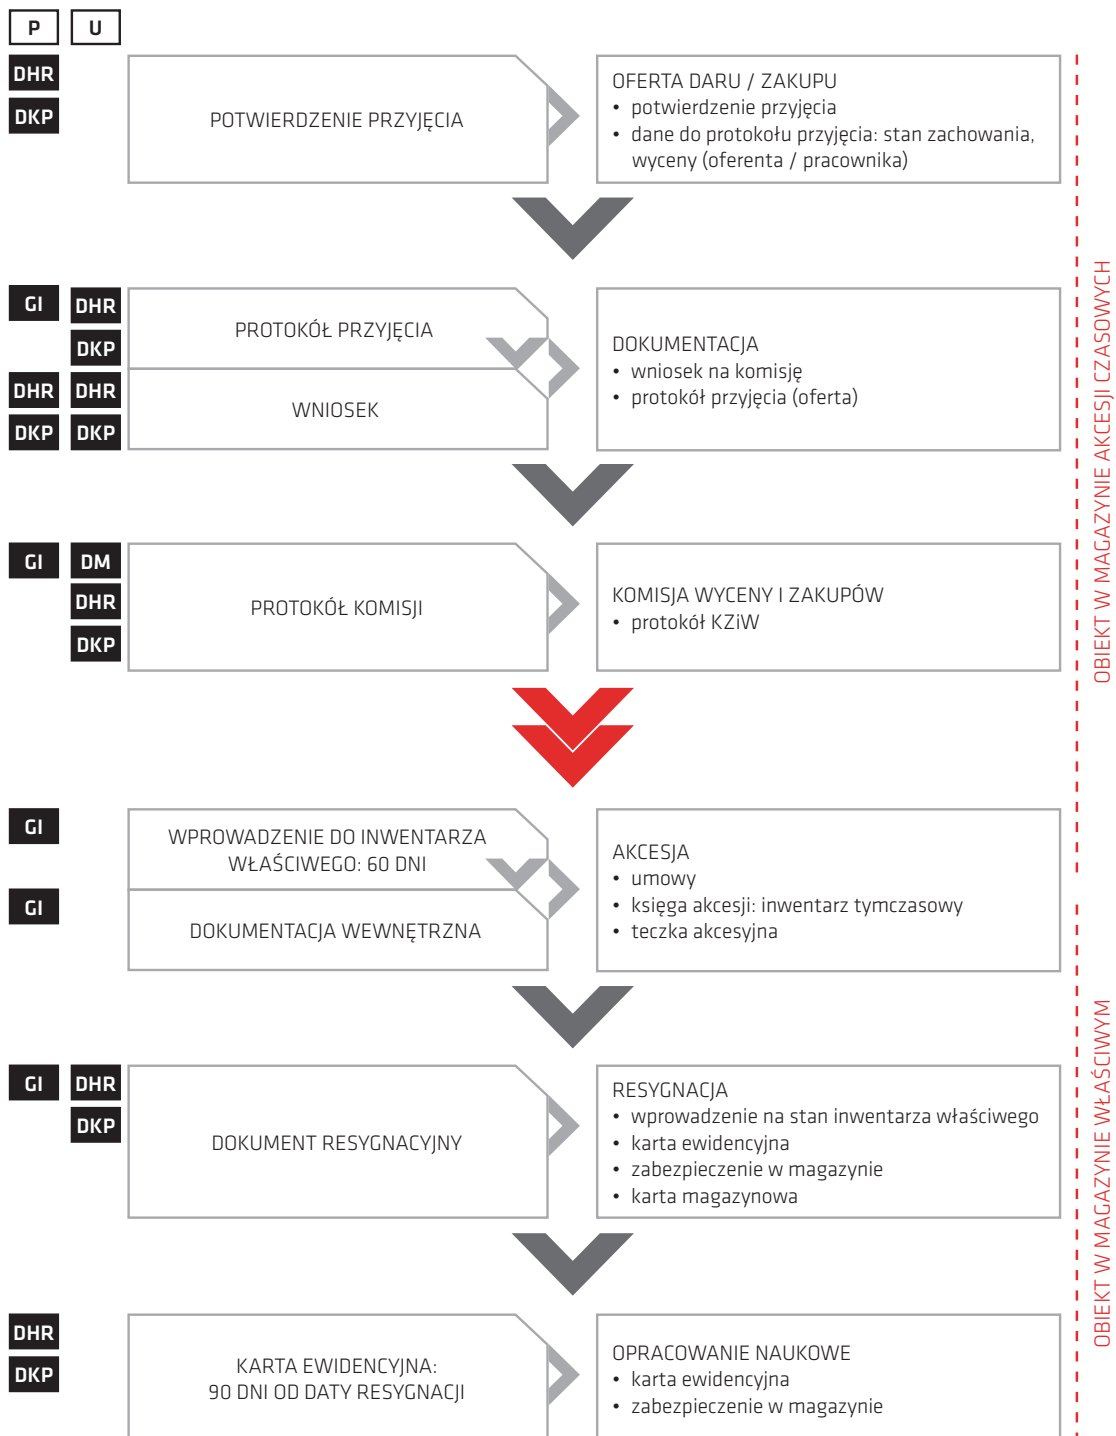 P U
DHR
DKP
POTWIERDZENIE PRZYJĘCIA
OFERTA DARU / ZAKUPU
• potwierdzenie przyjęcia
• dane do protokołu przyjęcia: stan zachowania,
wyceny (oferenta / pracownika)
GI DHR
DKP
PROTOKÓŁ PRZYJĘCIA
DHR DHR
DKP DKP
WNIOSEK
DOKUMENTACJA
• wniosek na komisję
• protokół przyjęcia (oferta)
GI DM
DHR
DKP
PROTOKÓŁ KOMISJI
KOMISJA WYCENY I ZAKUPÓW
• protokół KZiW
OBIEKT W MAGAZYNIE AKCESJI CZASOWYCH
GI
WPROWADZENIE DO INWENTARZA
WŁAŚCIWEGO: 60 DNI
GI
DOKUMENTACJA WEWNĘTRZNA
AKCESJA
• umowy
• księga akcesji: inwentarz tymczasowy
• teczka akcesyjna
GI DHR
DKP
DOKUMENT RESYGNACYJNY
RESYGNACJA
• wprowadzenie na stan inwentarza właściwego
• karta ewidencyjna
• zabezpieczenie w magazynie
• karta magazynowa
DHR
DKP
KARTA EWIDENCYJNA:
90 DNI OD DATY RESYGNACJI
OPRACOWANIE NAUKOWE
• karta ewidencyjna
• zabezpieczenie w magazynie
OBIEKT W MAGAZYNIE WŁAŚCIWYM